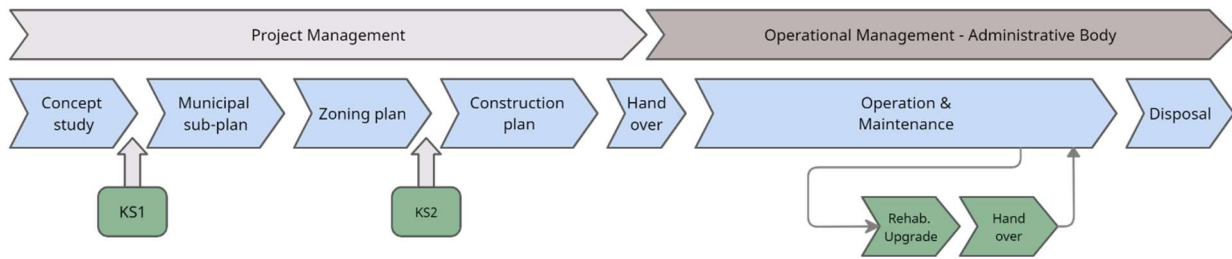 Project Management
Operational Management - Administrative Body
Concept
study
Municipal
sub-plan
Zoning plan
Construction
plan
Hand
over
Operation &
Maintenance
Disposal
KS1
KS2
Rehab.
Upgrade
Hand
over